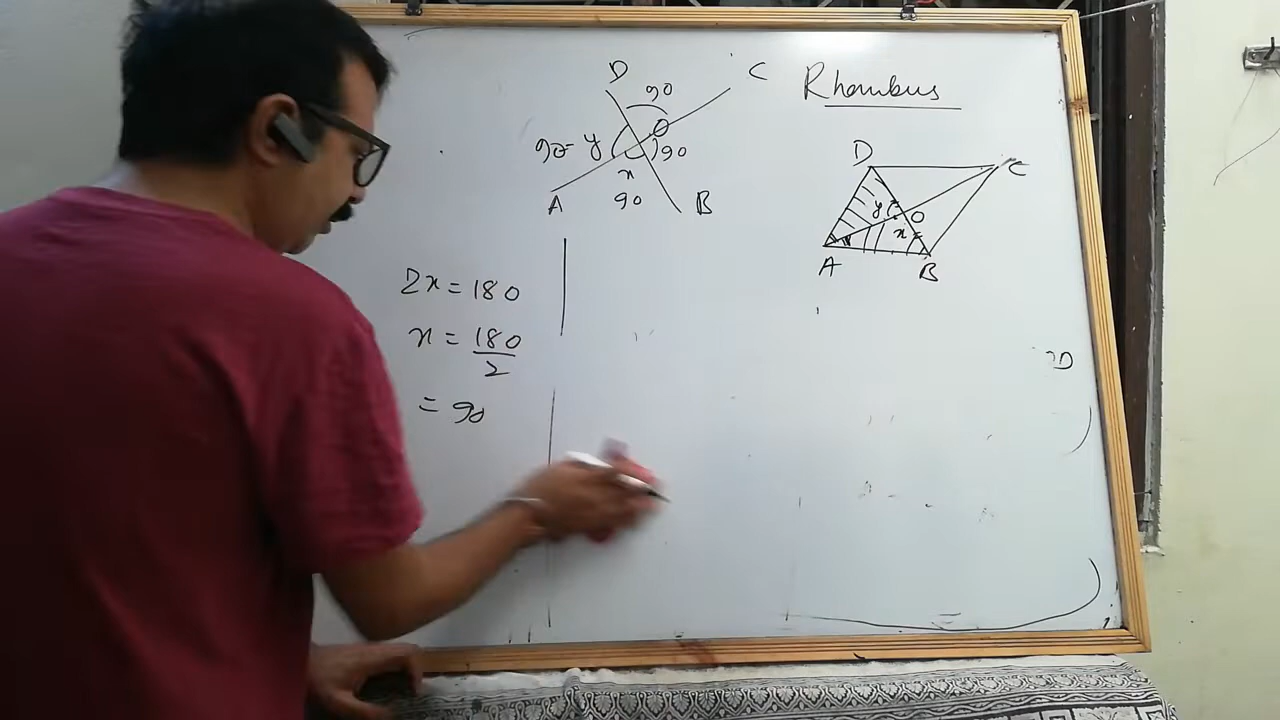 D C
90
O
90 y 90
x
A 90 B
Rhombus
D C
y O
x
A B
2x = 180
x = 180
2
= 90
D